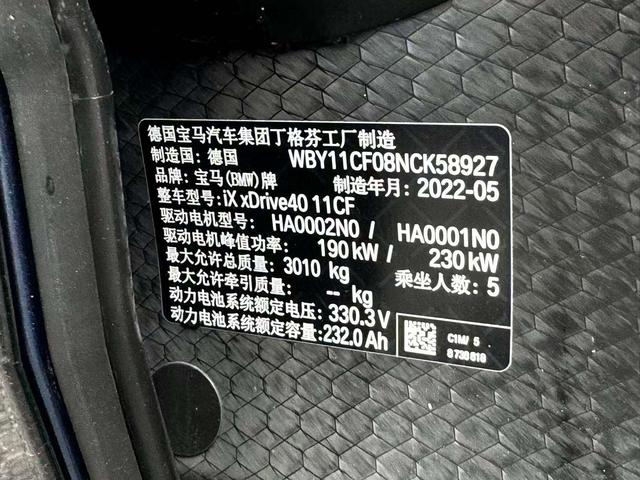 德国宝马汽车集团丁格芬工厂制造
制造国: 德国 WBY11CF08NCK58927
品牌: 宝马(BMW)牌 制造年月: 2022-05
整车型号: iX xDrive40 11CF
驱动电机型号: HA0002N0 / HA0001N0
驱动电机峰值功率: 190 kW / 230 kW
最大允许总质量: 3010 kg 乘坐人数: 5
最大允许牵引质量: -- kg
动力电池系统额定电压: 330.3 V
动力电池系统额定容量: 232.0 Ah
C1M/ 5
8738818